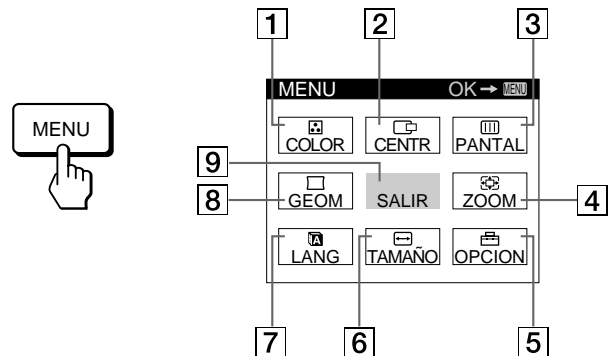 1 2 3
MENU OK → MENU
MENU
COLOR CENTR PANTAL
9
8 GEOM SALIR ZOOM 4
LANG TAMAÑO OPCION
7 6 5